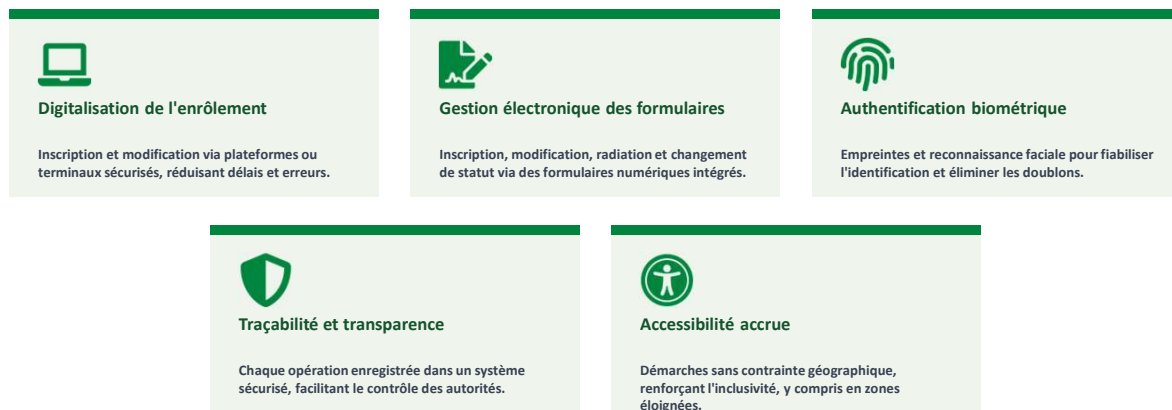 Digitalisation de l'enrôlement
Inscription et modification via plateformes ou
terminaux sécurisés, réduisant délais et erreurs.
Gestion électronique des formulaires
Inscription, modification, radiation et changement
de statut via des formulaires numériques intégrés.
Authentification biométrique
Empreintes et reconnaissance faciale pour fiabiliser
l'identification et éliminer les doublons.
Traçabilité et transparence
Chaque opération enregistrée dans un système
sécurisé, facilitant le contrôle des autorités.
Accessibilité accrue
Démarches sans contrainte géographique,
renforçant l'inclusivité, y compris en zones
éloignées.